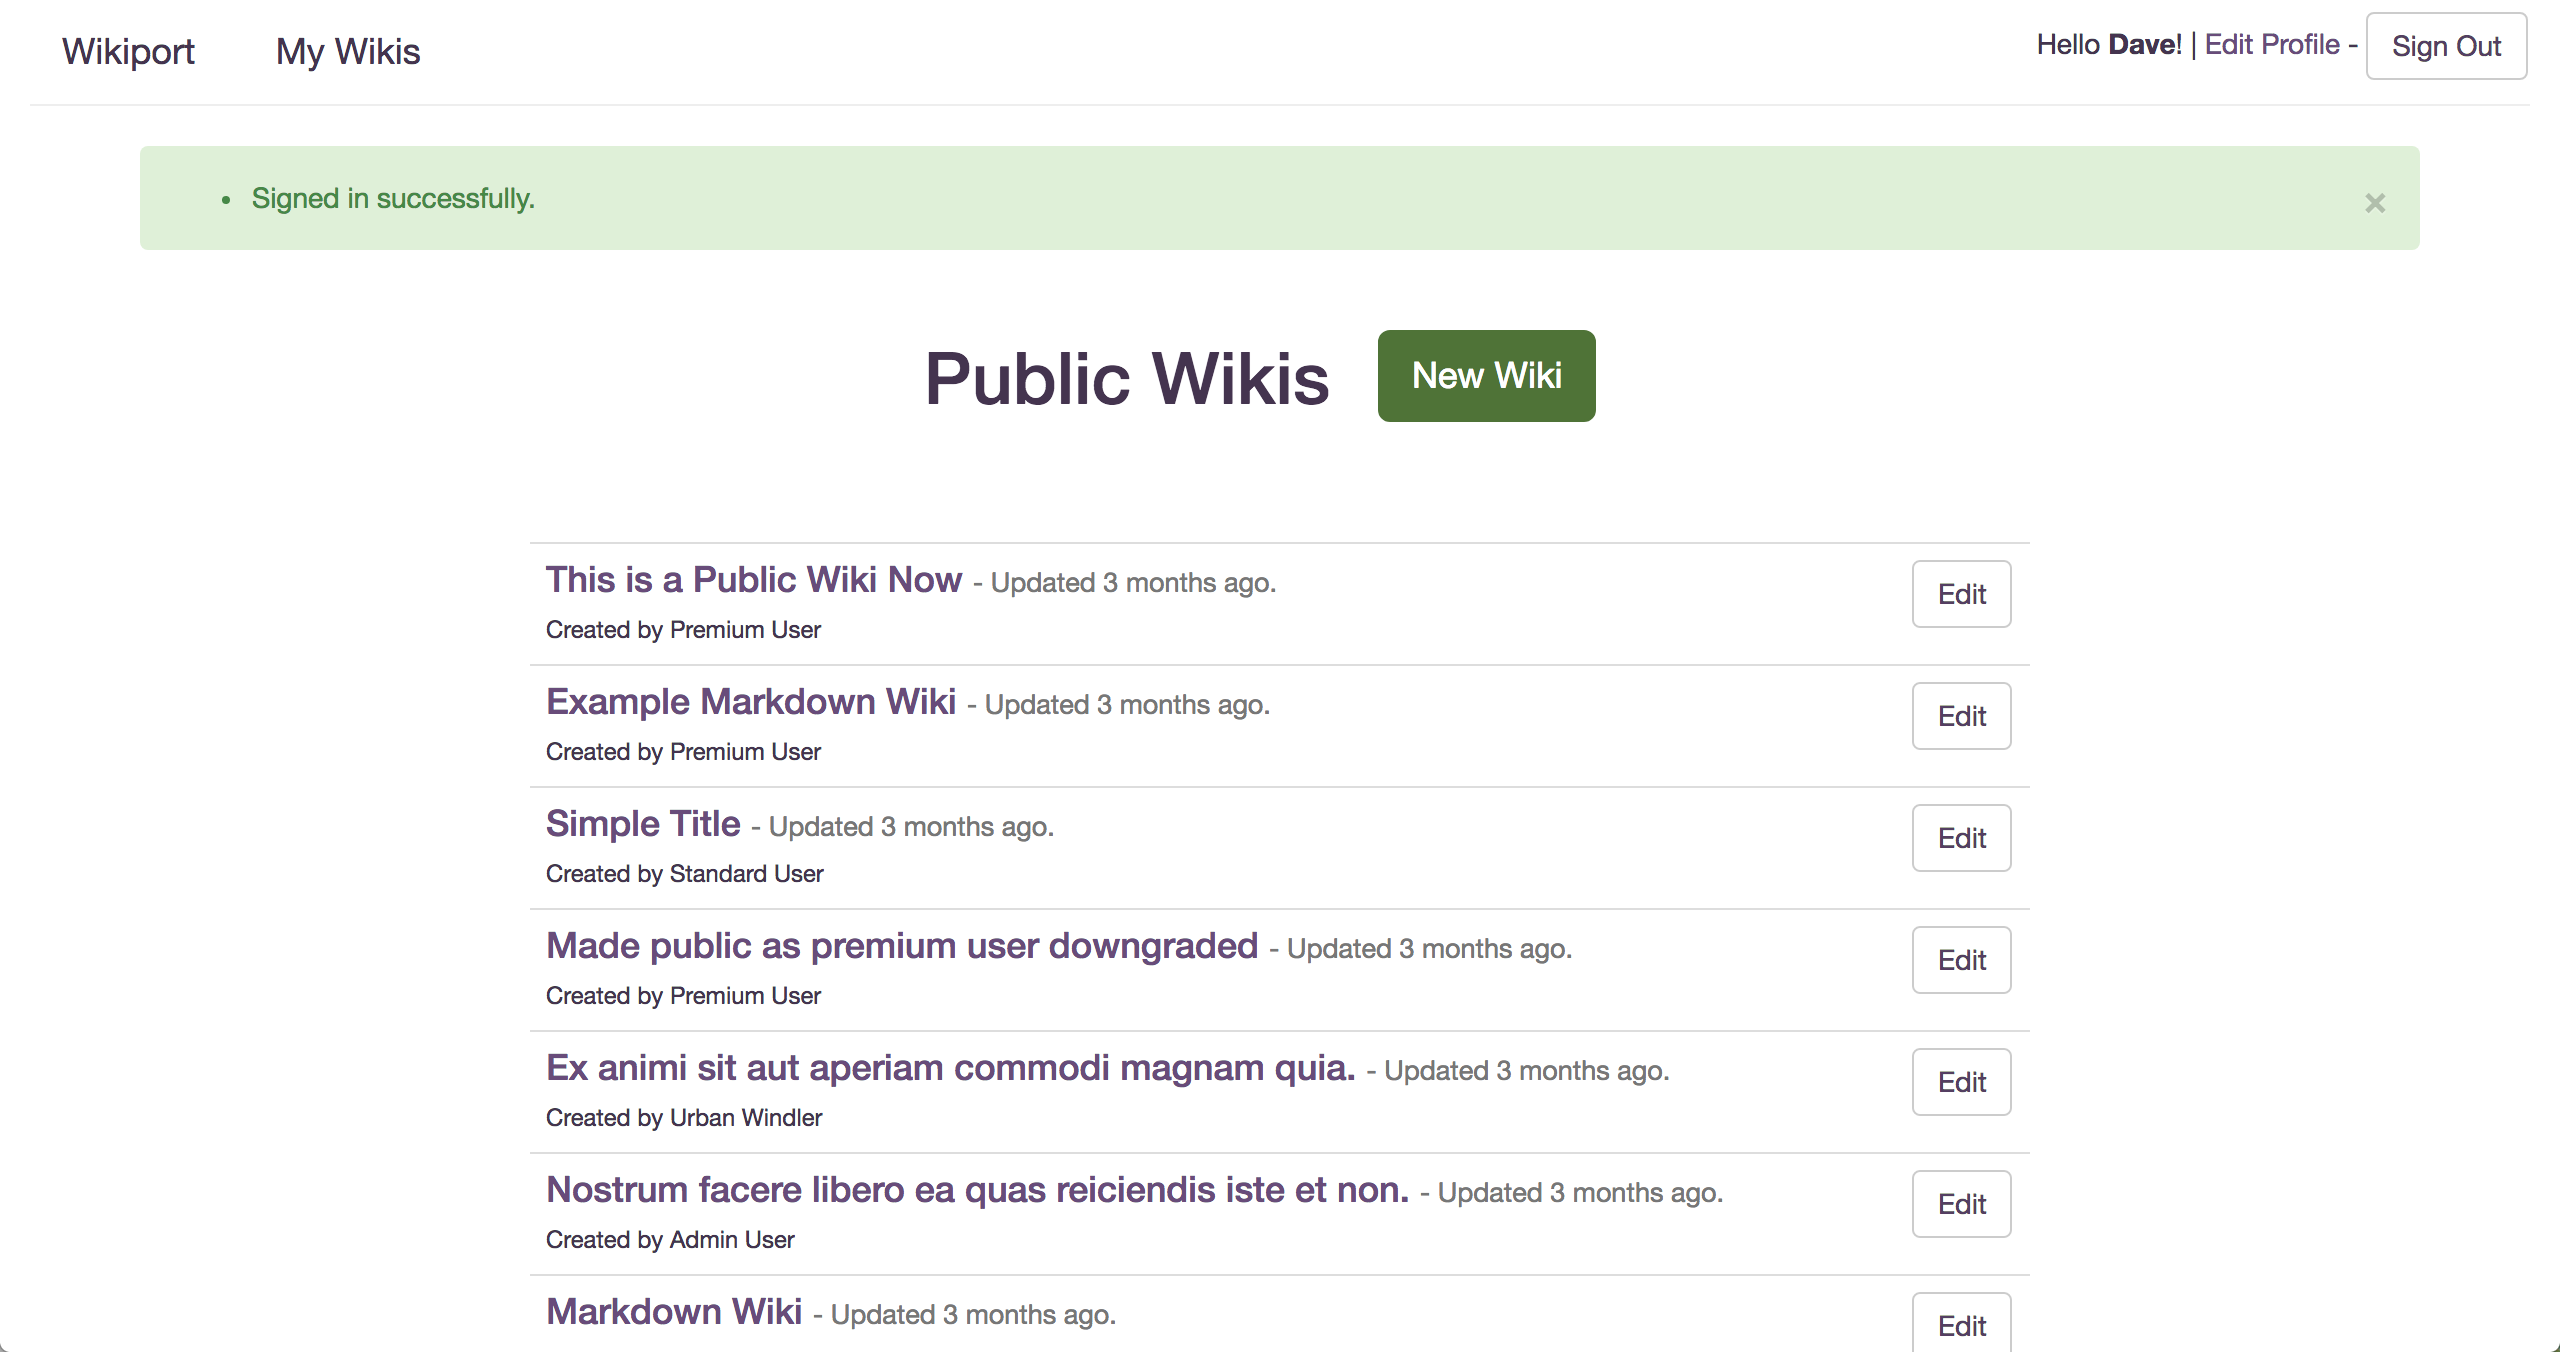 Wikiport My Wikis Hello Dave! | Edit Profile - Sign Out
• Signed in successfully. ×
Public Wikis New Wiki
This is a Public Wiki Now - Updated 3 months ago. Edit
Created by Premium User
Example Markdown Wiki - Updated 3 months ago. Edit
Created by Premium User
Simple Title - Updated 3 months ago. Edit
Created by Standard User
Made public as premium user downgraded - Updated 3 months ago. Edit
Created by Premium User
Ex animi sit aut aperiam commodi magnam quia. - Updated 3 months ago. Edit
Created by Urban Windler
Nostrum facere libero ea quas reiciendis iste et non. - Updated 3 months ago. Edit
Created by Admin User
Markdown Wiki - Updated 3 months ago. Edit